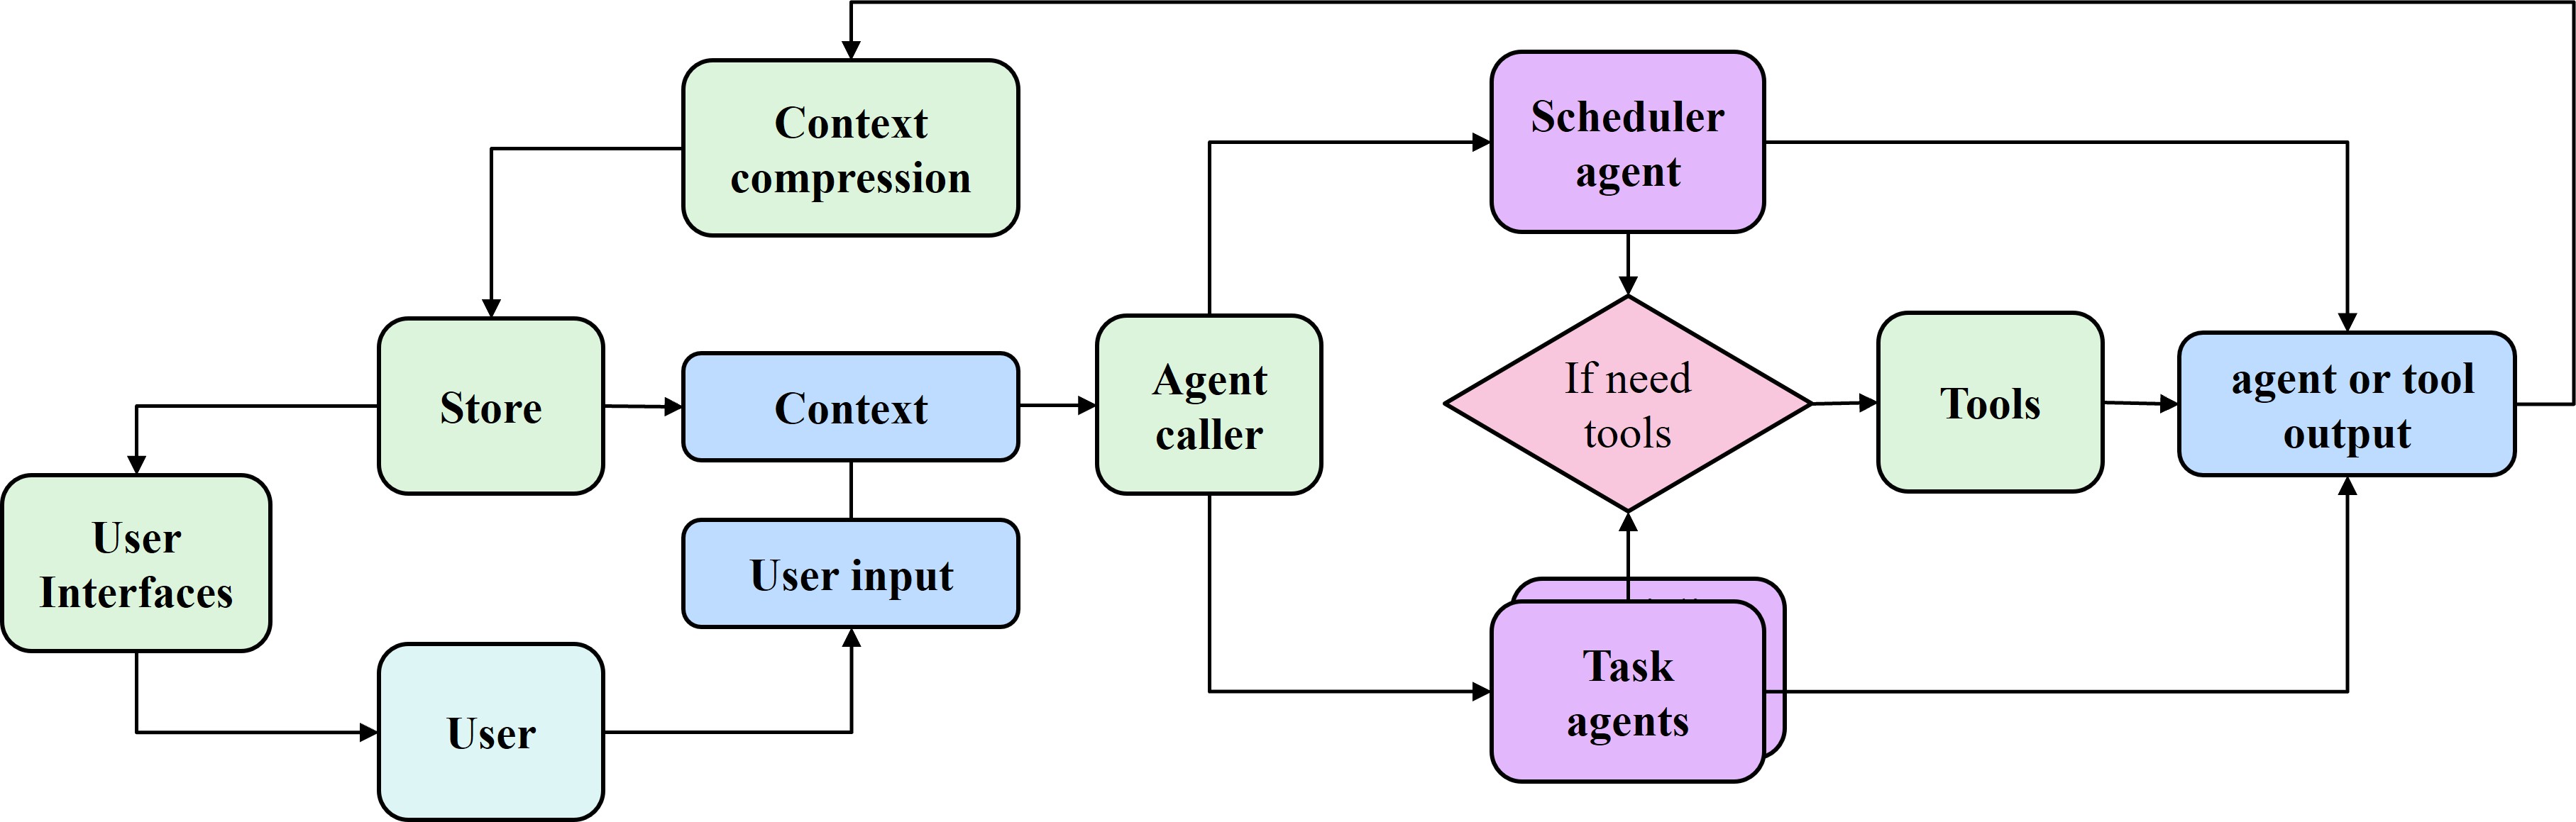 Context
compression
Scheduler
agent
Store
Context
Agent
caller
If need
tools
Tools
agent or tool
output
User
Interfaces
User input
User
Task
agents